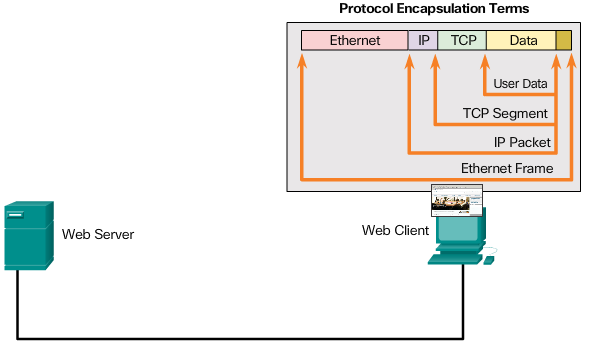 Protocol Encapsulation Terms
Ethernet IP TCP Data
User Data
TCP Segment
IP Packet
Ethernet Frame
Web Server
Web Client